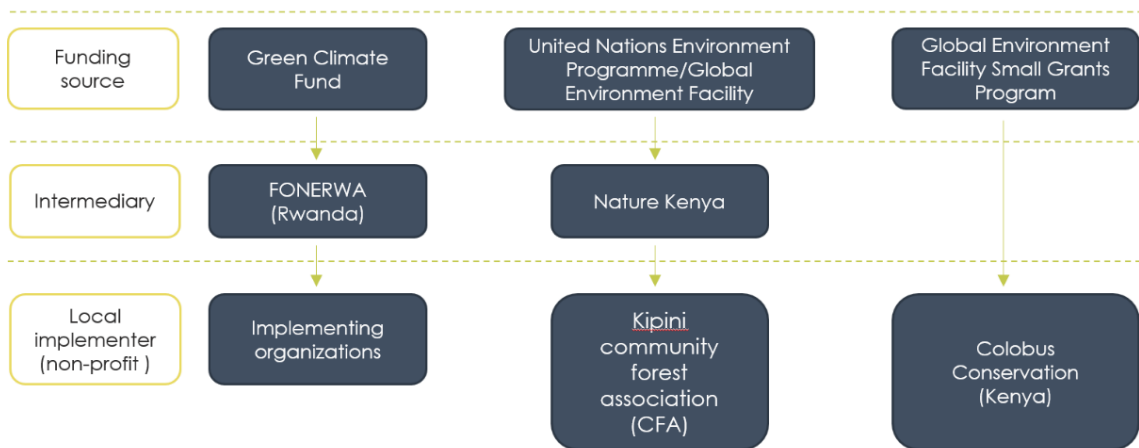 Funding
source
Green Climate
Fund
United Nations Environment
Programme/Global
Environment Facility
Global Environment
Facility Small Grants
Program
Intermediary
FONERWA
(Rwanda)
Nature Kenya
Local
implementer
(non-profit )
Implementing
organizations
Kipini
community
forest
association
(CFA)
Colobus
Conservation
(Kenya)